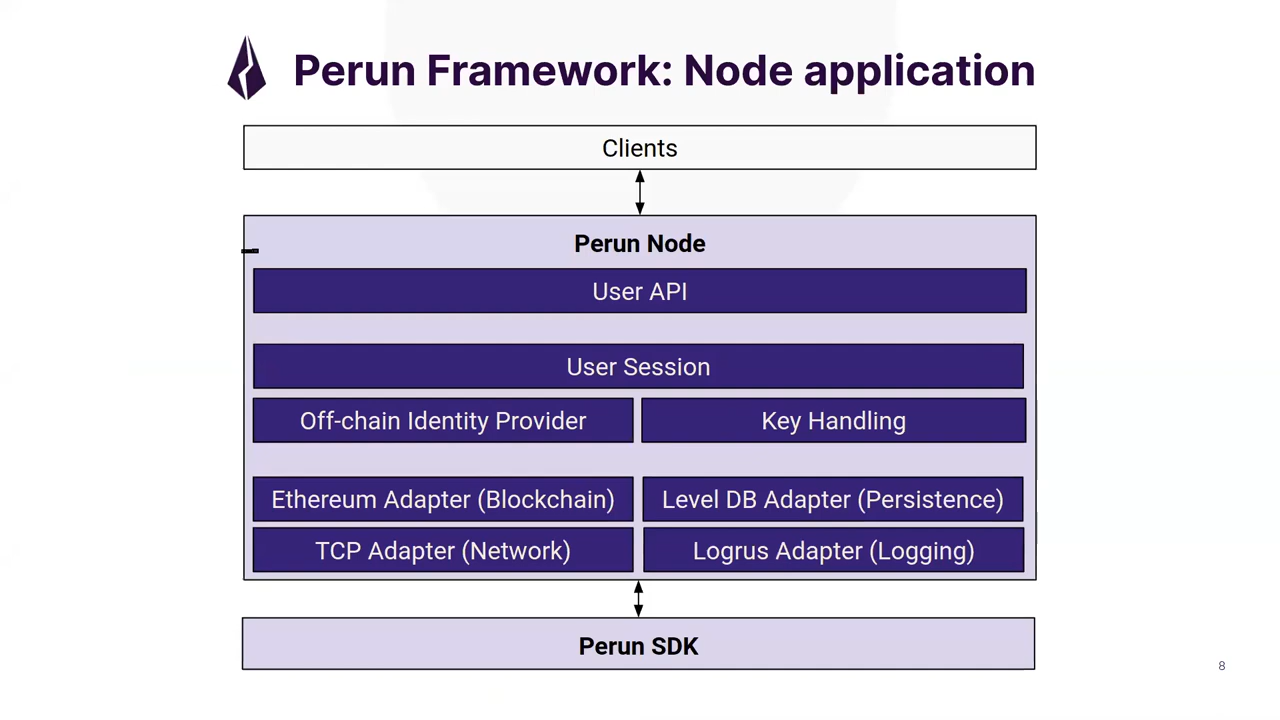 Perun Framework: Node application
Clients
Perun Node
User API
User Session
Off-chain Identity Provider
Key Handling
Ethereum Adapter (Blockchain)
Level DB Adapter (Persistence)
TCP Adapter (Network)
Logrus Adapter (Logging)
Perun SDK
8